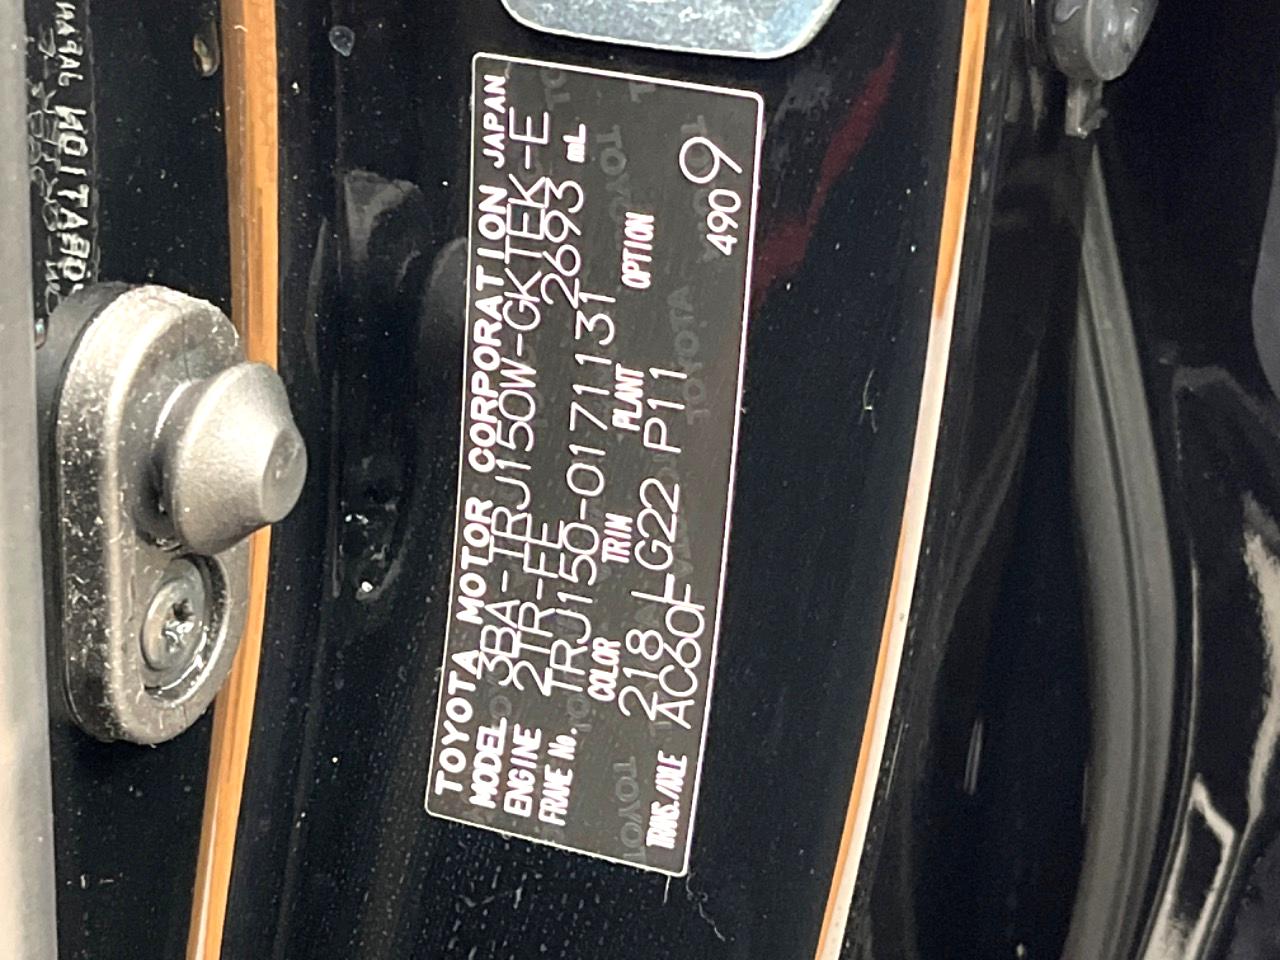 TOYOTA MOTOR CORPORATION JAPAN
MODEL 3BA-TRJ150W-GKTEK-E
ENGINE 2TR-FE 2693 mL
FRAME No. TRJ150-0171131
COLOR TRIM PLANT OPTION
218 LG22 P11
TRANS./AXLE AC60F 4909